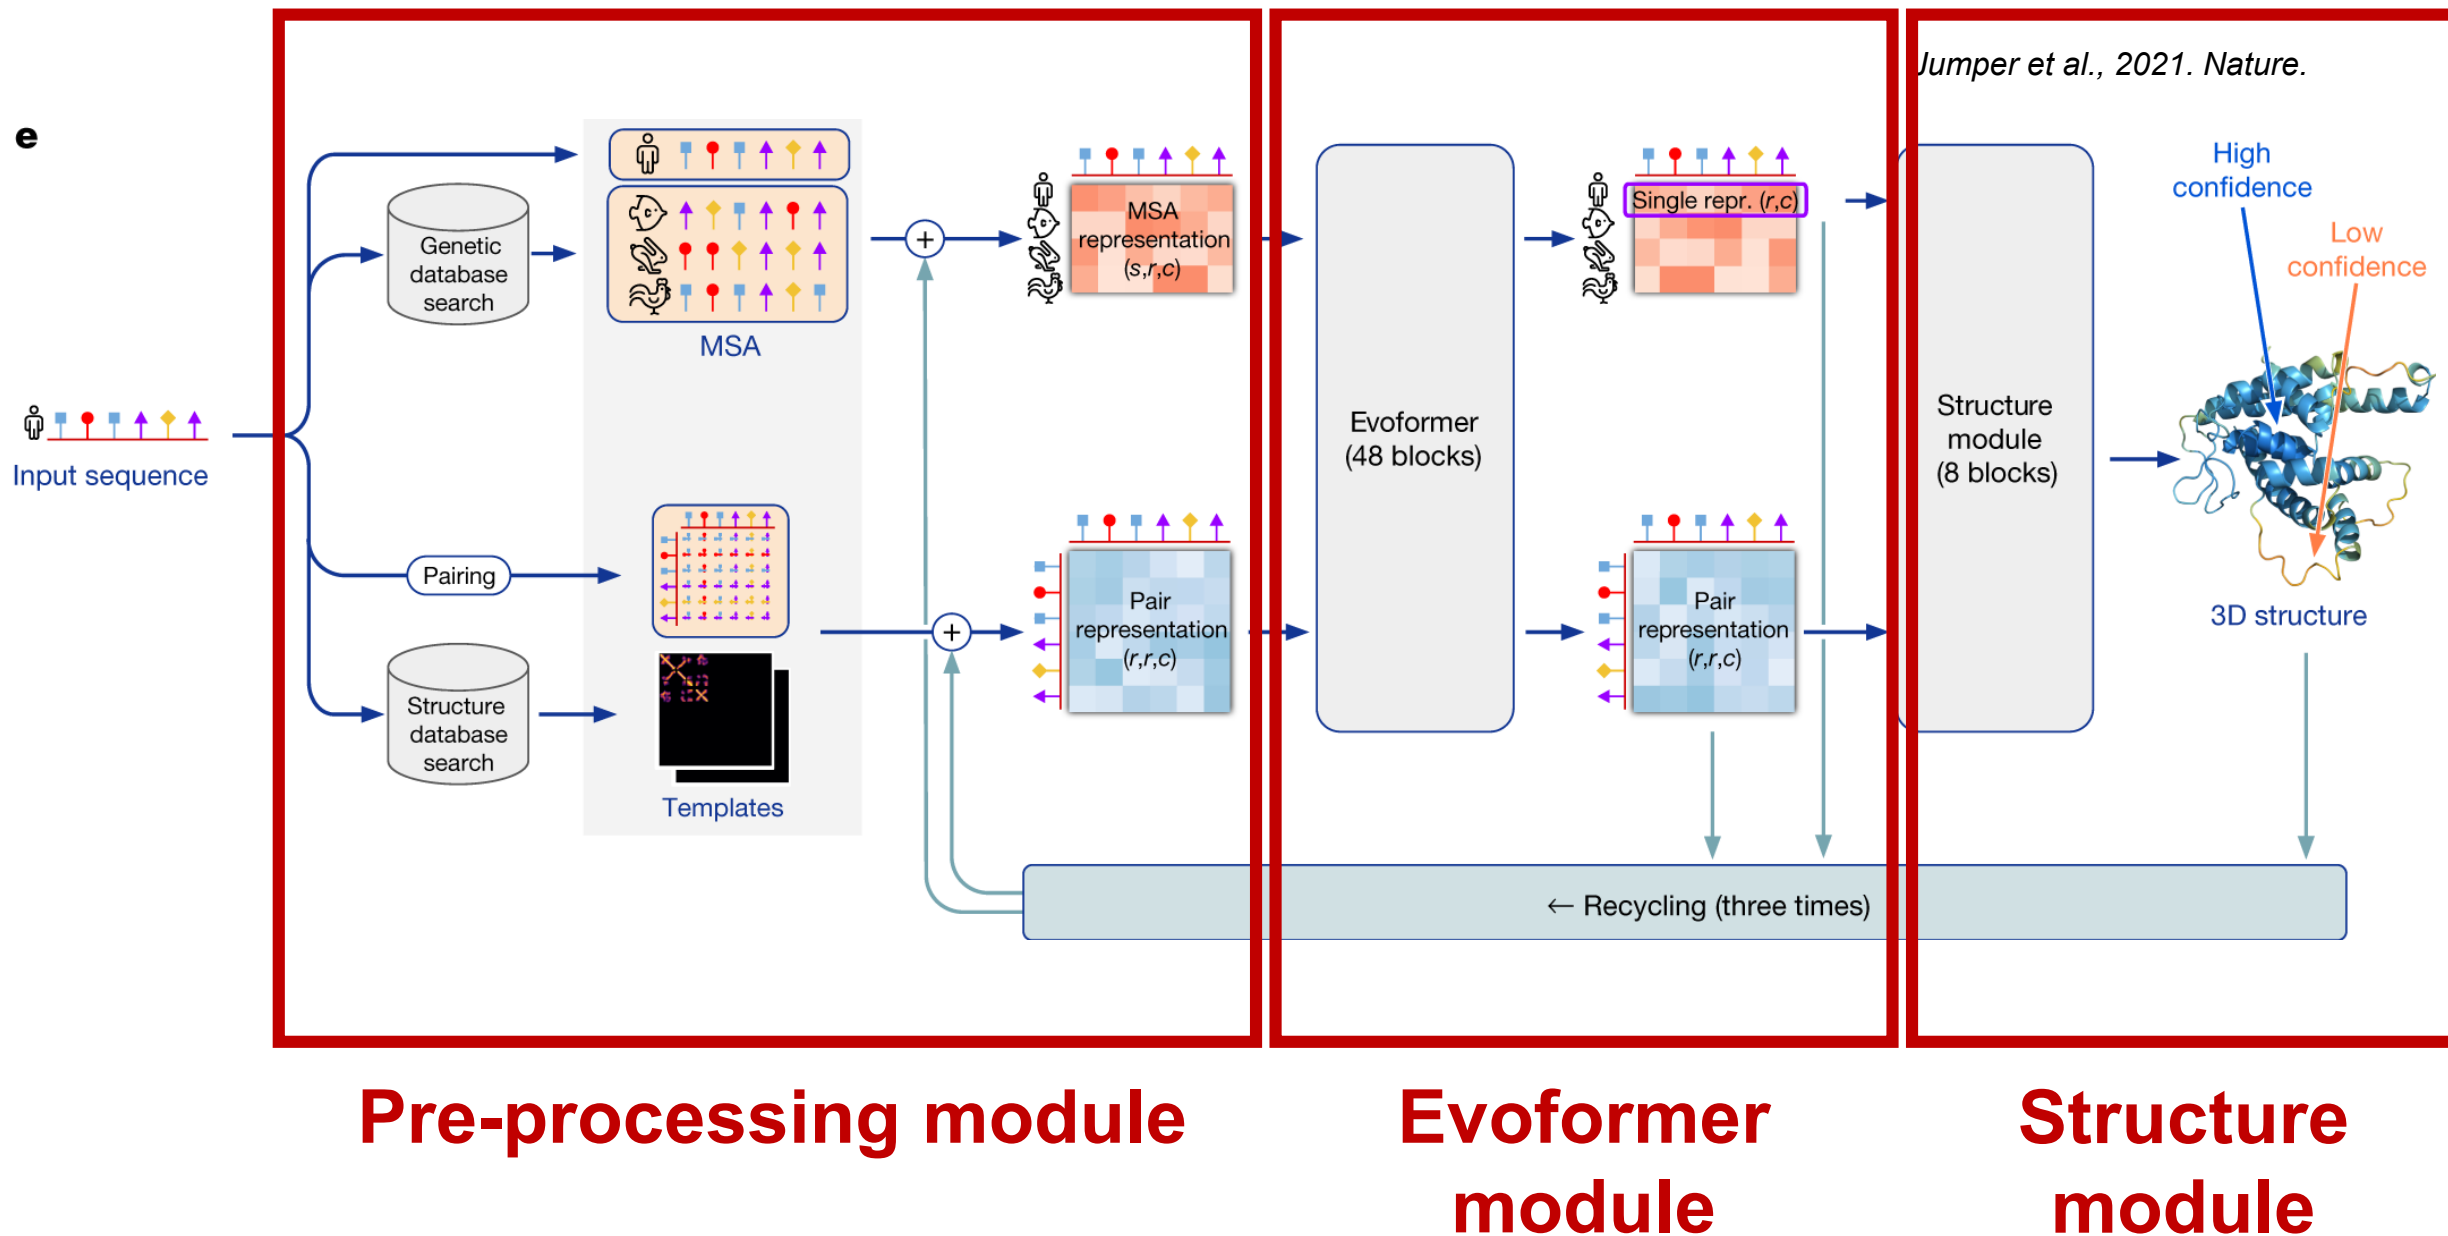 Jumper et al., 2021. Nature.
e
Input sequence
Genetic
database
search
MSA
Pairing
Structure
database
search
Templates
+
+
MSA
representation
(s,r,c)
Pair
representation
(r,r,c)
Evoformer
(48 blocks)
Single repr. (r,c)
Pair
representation
(r,r,c)
Structure
module
(8 blocks)
High
confidence
Low
confidence
3D structure
← Recycling (three times)
Pre-processing module
Evoformer
module
Structure
module